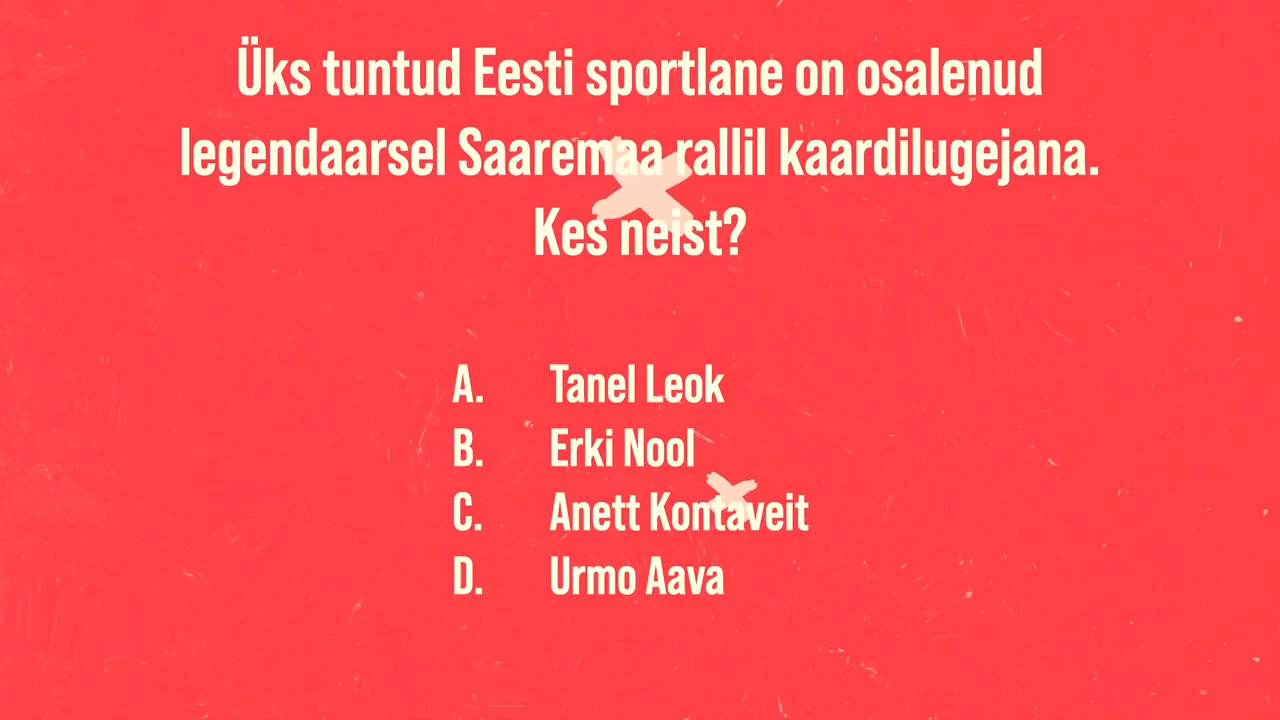 Üks tuntud Eesti sportlane on osalenud
legendaarsel Saaremaa rallil kaardilugejana.
Kes neist?
A. Tanel Leok
B. Erki Nool
C. Anett Kontaveit
D. Urmo Aava